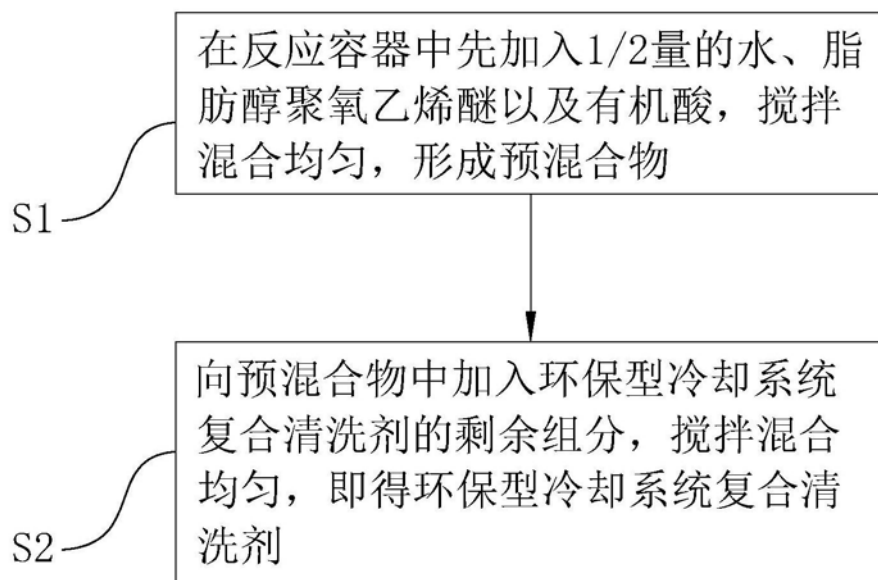 在反应容器中先加入1/2量的水、脂
肪醇聚氧乙烯醚以及有机酸，搅拌
混合均匀，形成预混合物
S1
向预混合物中加入环保型冷却系统
复合清洗剂的剩余组分，搅拌混合
均匀，即得环保型冷却系统复合清
洗剂
S2